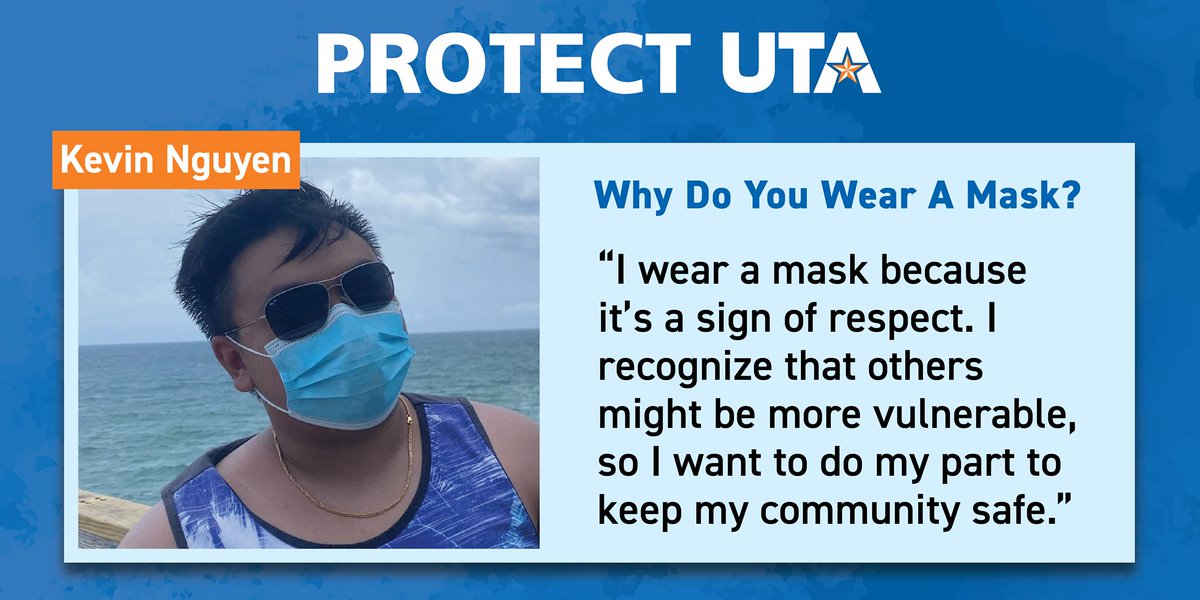 PROTECT UTA
Kevin Nguyen
Why Do You Wear A Mask?
“I wear a mask because
it’s a sign of respect. I
recognize that others
might be more vulnerable,
so I want to do my part to
keep my community safe.”